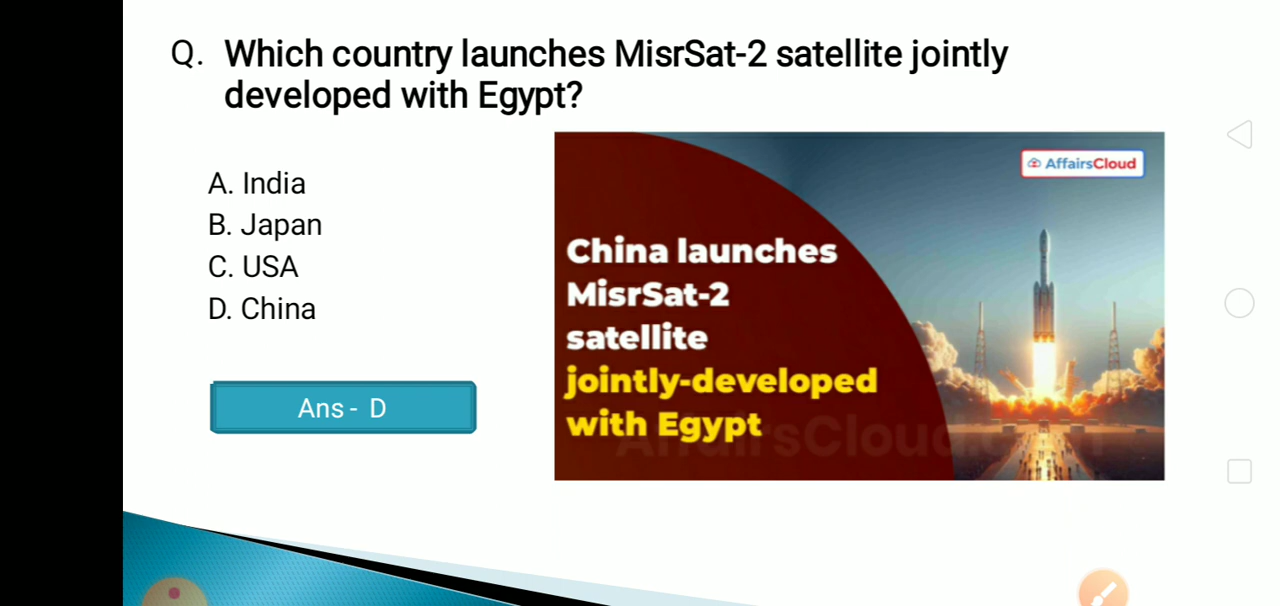 Q. Which country launches MisrSat-2 satellite jointly
developed with Egypt?
A. India
B. Japan
C. USA
D. China
Ans - D
AffairsCloud
China launches
MisrSat-2
satellite
jointly-developed
with Egypt